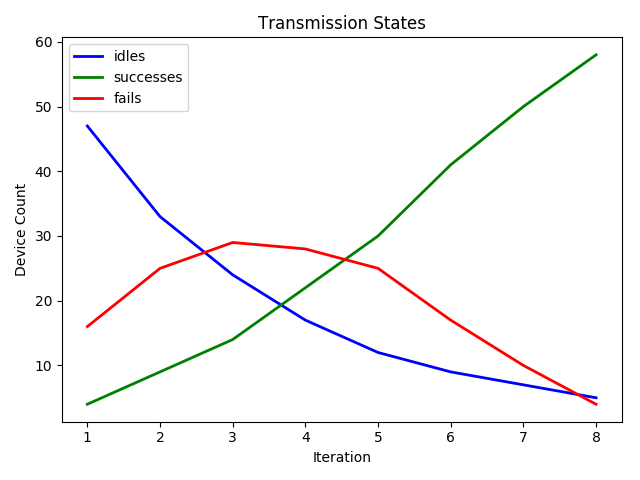 Transmission States
idles
successes
fails
60
50
40
30
20
10
Device Count
1 2 3 4 5 6 7 8
Iteration